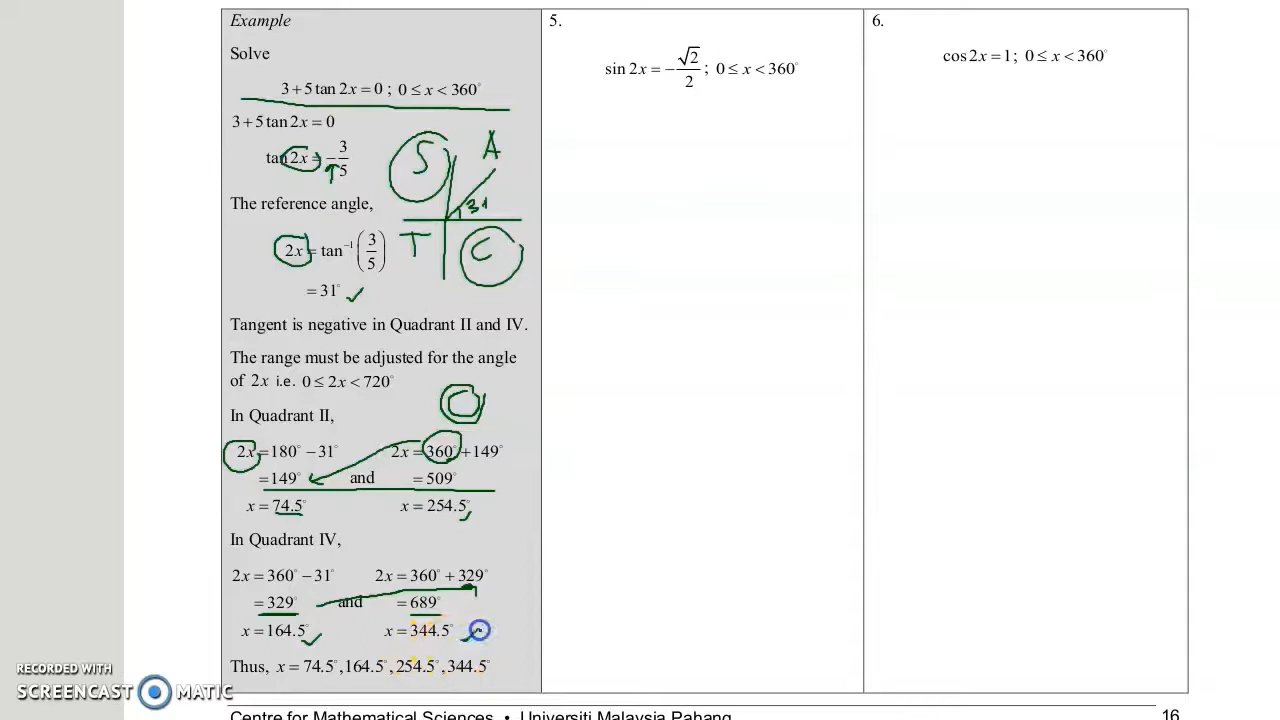 Example
Solve
3+5 tan 2x = 0 ; 0 ≤ x < 360°
3+5 tan 2x = 0
tan 2x = -3/5
S
A
31
T
C
The reference angle,
2x = tan⁻¹(3/5)
= 31°
Tangent is negative in Quadrant II and IV.
The range must be adjusted for the angle
of 2x i.e. 0 ≤ 2x < 720°
In Quadrant II,
2x = 180° − 31° 2x = 360° + 149°
= 149° and = 509°
x = 74.5° x = 254.5°
In Quadrant IV,
2x = 360° − 31° 2x = 360° + 329°
= 329° and = 689°
x = 164.5° x = 344.5°
Thus, x = 74.5°, 164.5°, 254.5°, 344.5°
5.
sin 2x = −√2/2 ; 0 ≤ x < 360°
6.
cos 2x = 1; 0 ≤ x < 360°
RECORDED WITH
SCREENCAST MATIC
Centre for Mathematical Sciences • Universiti Malaysia Pahang
16